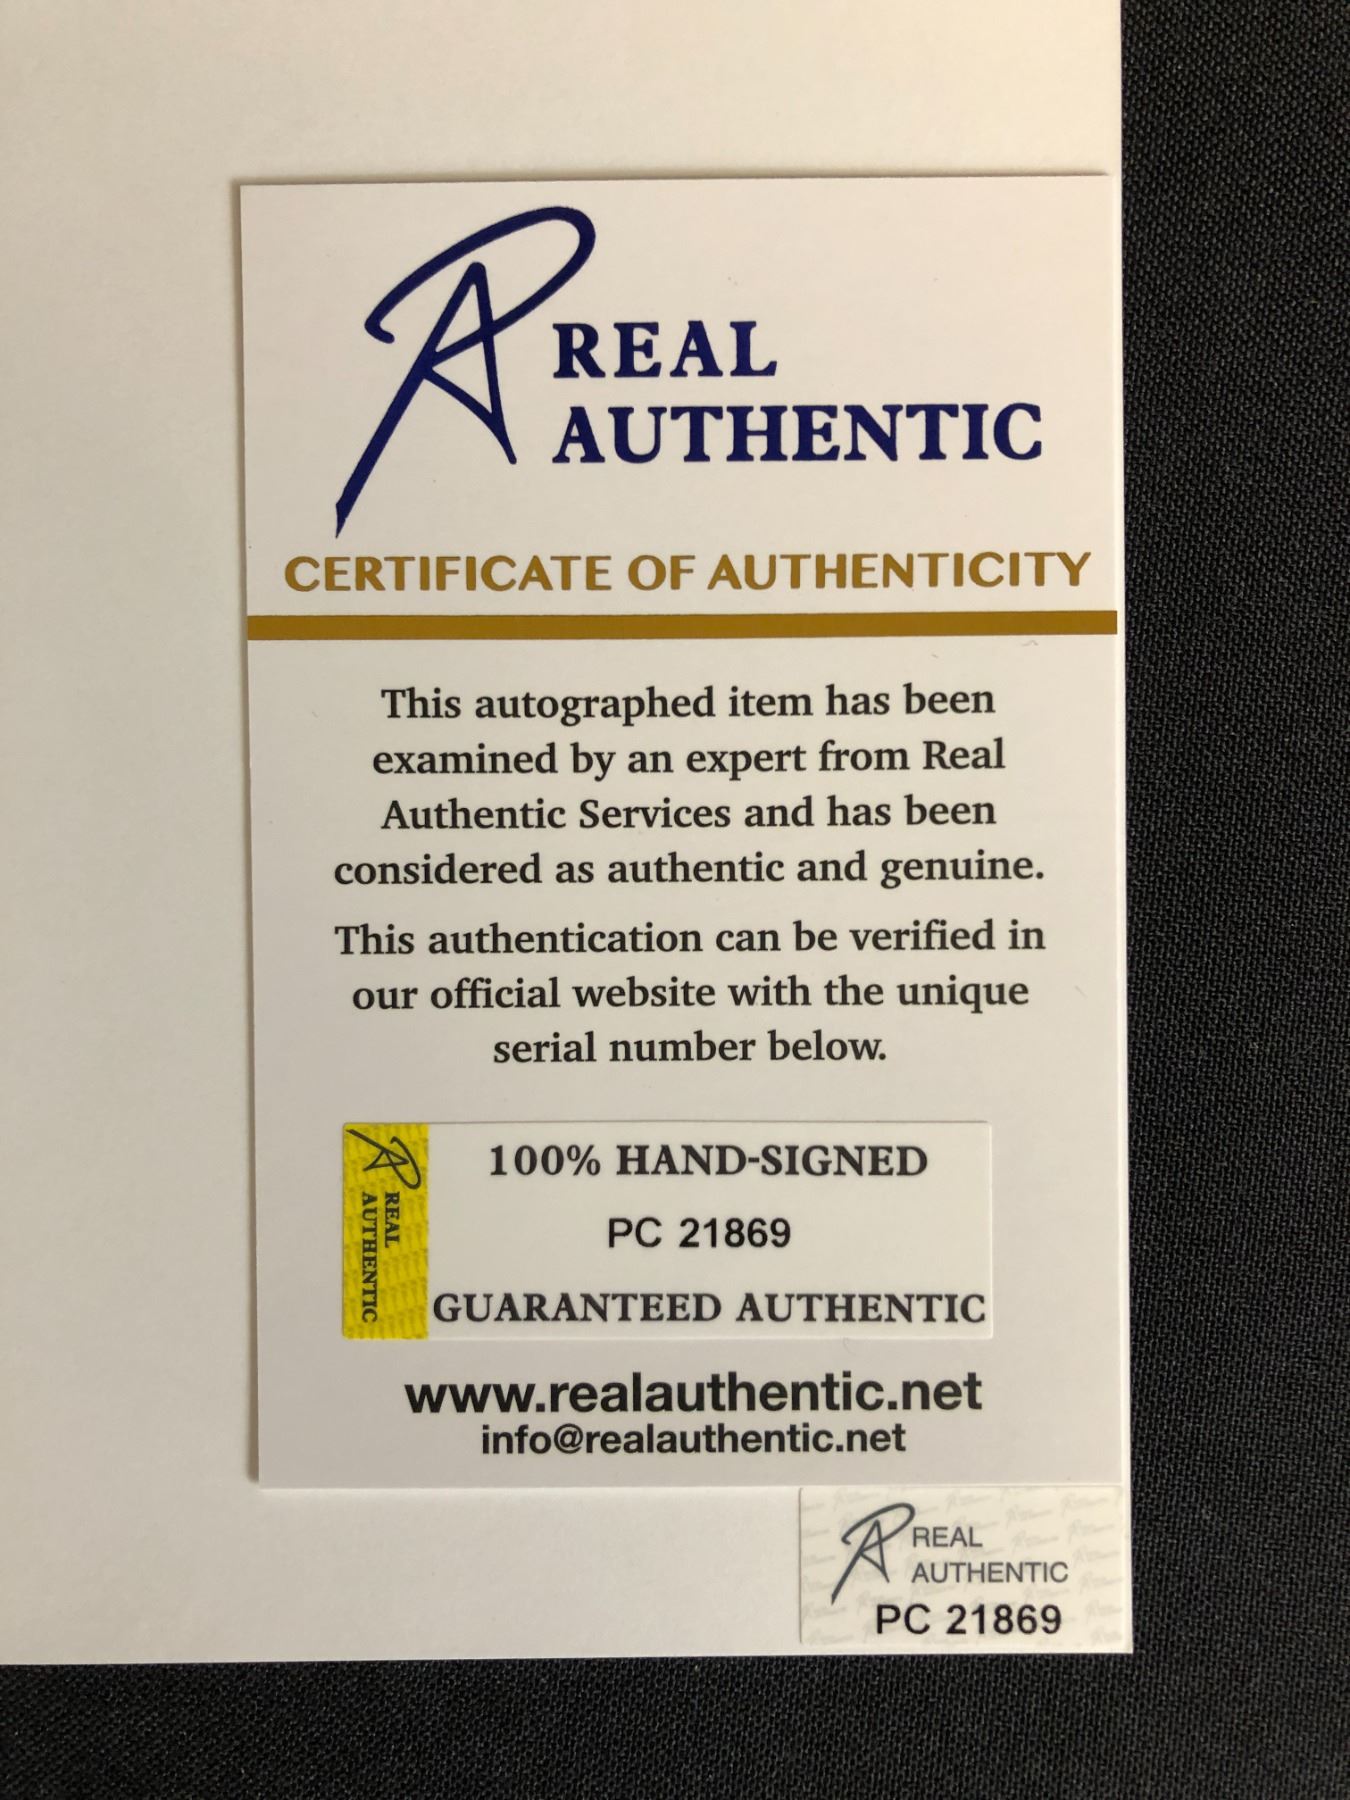 REAL
AUTHENTIC
CERTIFICATE OF AUTHENTICITY
This autographed item has been
examined by an expert from Real
Authentic Services and has been
considered as authentic and genuine.
This authentication can be verified in
our official website with the unique
serial number below.
REAL
AUTHENTIC
100% HAND-SIGNED
PC 21869
GUARANTEED AUTHENTIC
www.realauthentic.net
info@realauthentic.net
REAL
AUTHENTIC
PC 21869